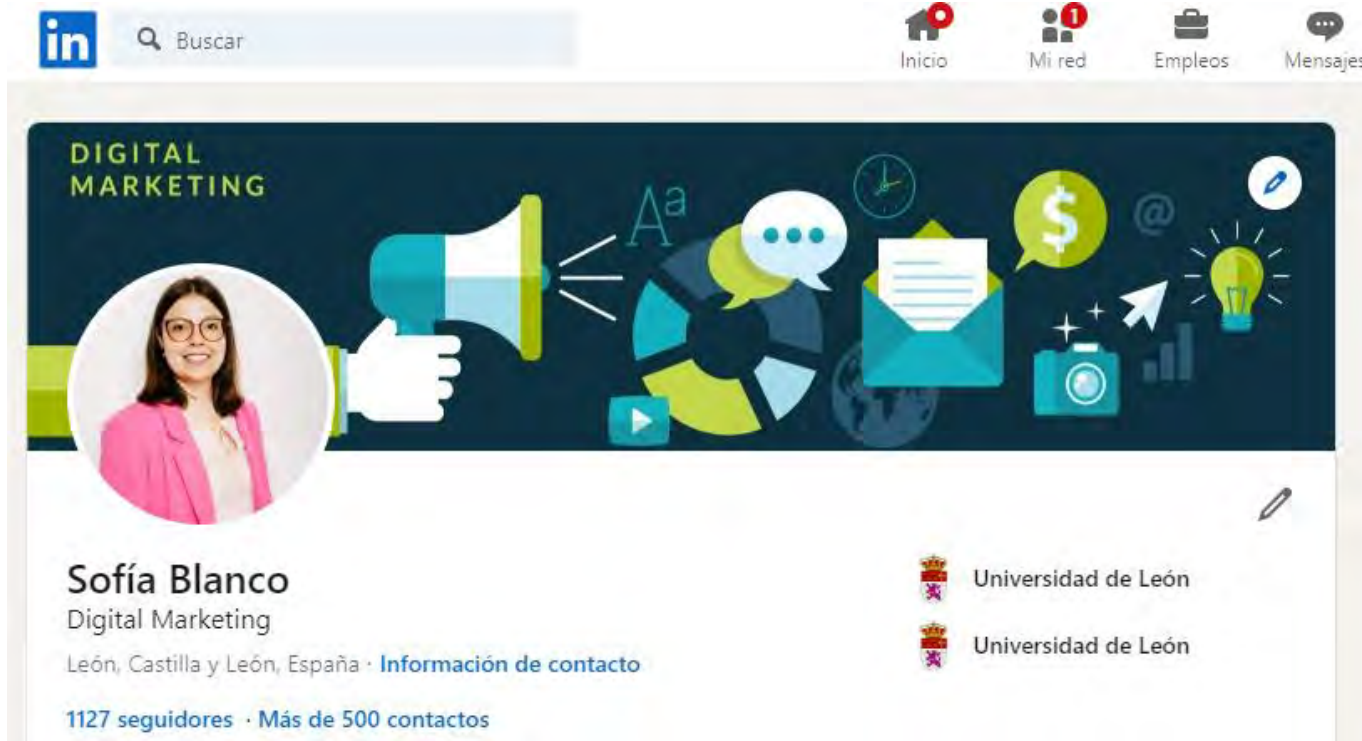 in Buscar
Inicio
1
Mi red
Empleos
Mensajes
DIGITAL
MARKETING
Aa
$
@
Sofía Blanco
Digital Marketing
León, Castilla y León, España · Información de contacto
1127 seguidores · Más de 500 contactos
Universidad de León
Universidad de León